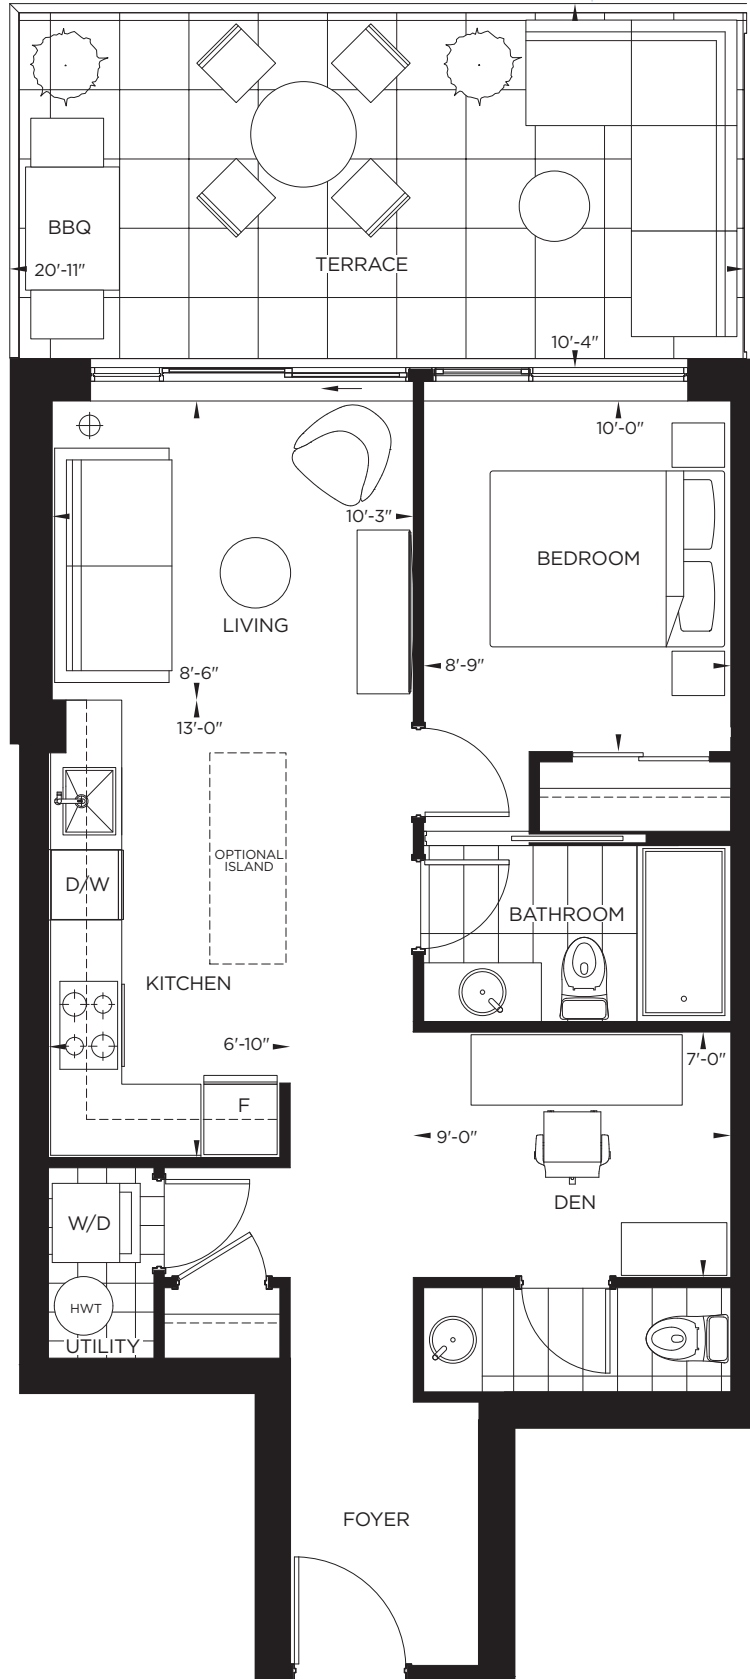 BBQ
20'-11"
TERRACE
10'-4"
10'-0"
10'-3"
BEDROOM
LIVING
8'-6"
8'-9"
13'-0"
OPTIONAL
ISLAND
D/W
BATHROOM
KITCHEN
6'-10"
7'-0"
F
9'-0"
DEN
W/D
HWT
UTILITY
FOYER